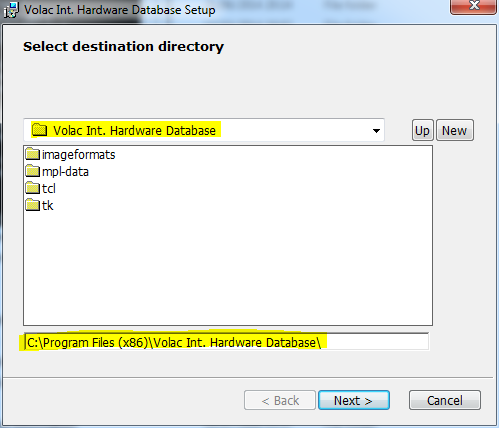 Volac Int. Hardware Database Setup
Select destination directory
Volac Int. Hardware Database
Up
New
imageformats
mpl-data
tcl
tk
C:\Program Files (x86)\Volac Int. Hardware Database\
< Back
Next >
Cancel